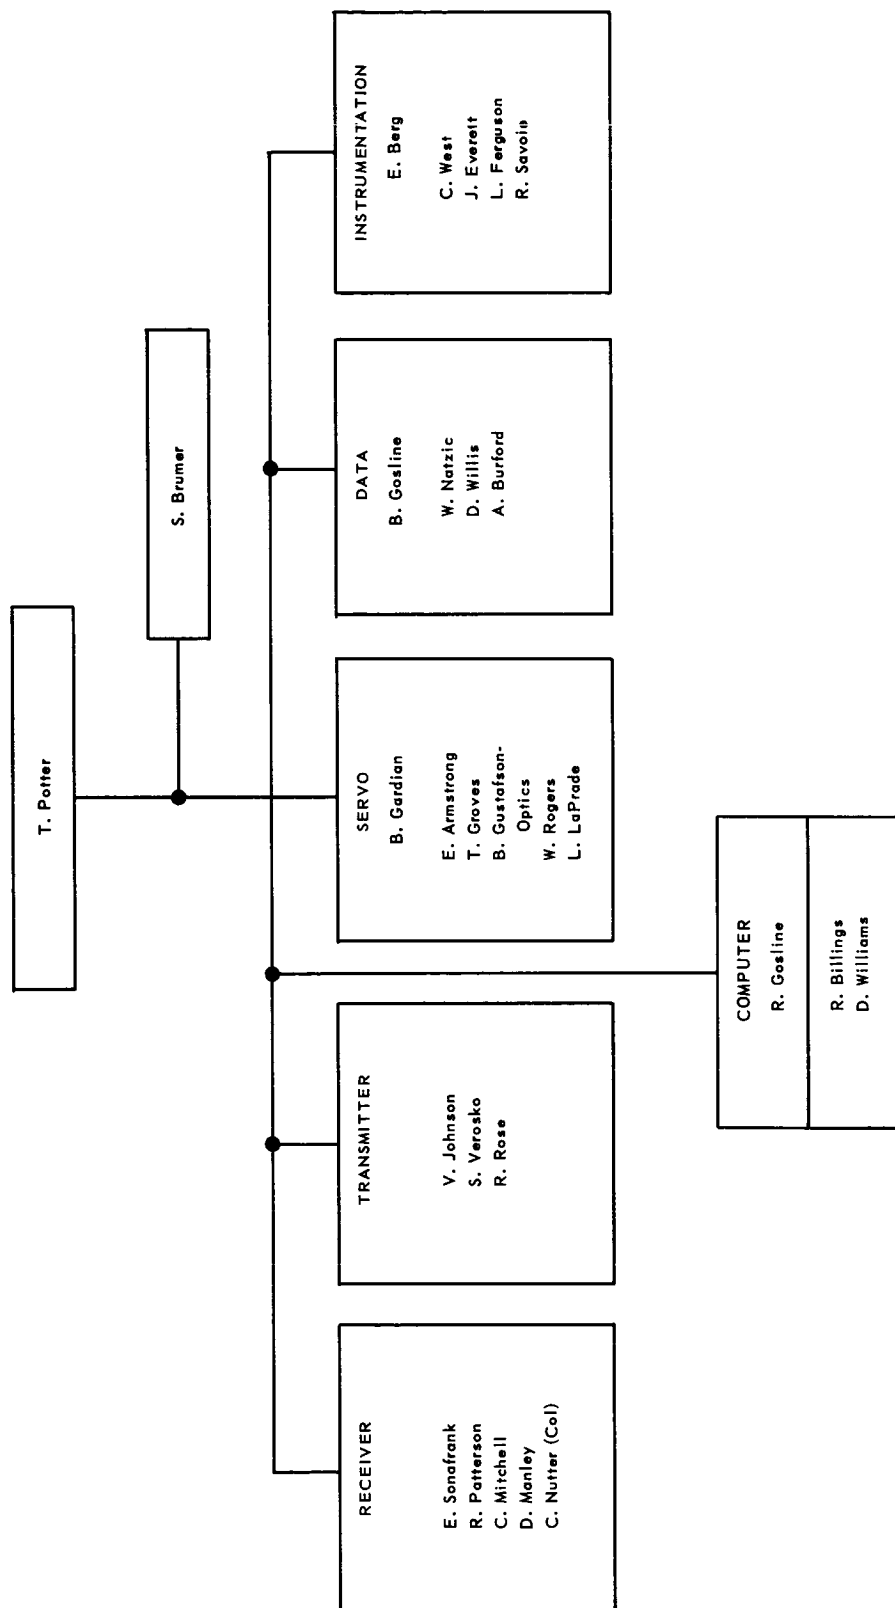 T. Potter
S. Brumer
RECEIVER
E. Sonafrank
R. Patterson
C. Mitchell
D. Manley
C. Nutter (Col)
TRANSMITTER
V. Johnson
S. Verosko
R. Rose
SERVO
B. Gardian
E. Armstrong
T. Groves
B. Gustafson-
Optics
W. Rogers
L. LaPrade
DATA
B. Gosline
W. Natzic
D. Willis
A. Burford
INSTRUMENTATION
E. Berg
C. West
J. Everett
L. Ferguson
R. Savoie
COMPUTER
R. Gosline
R. Billings
D. Williams